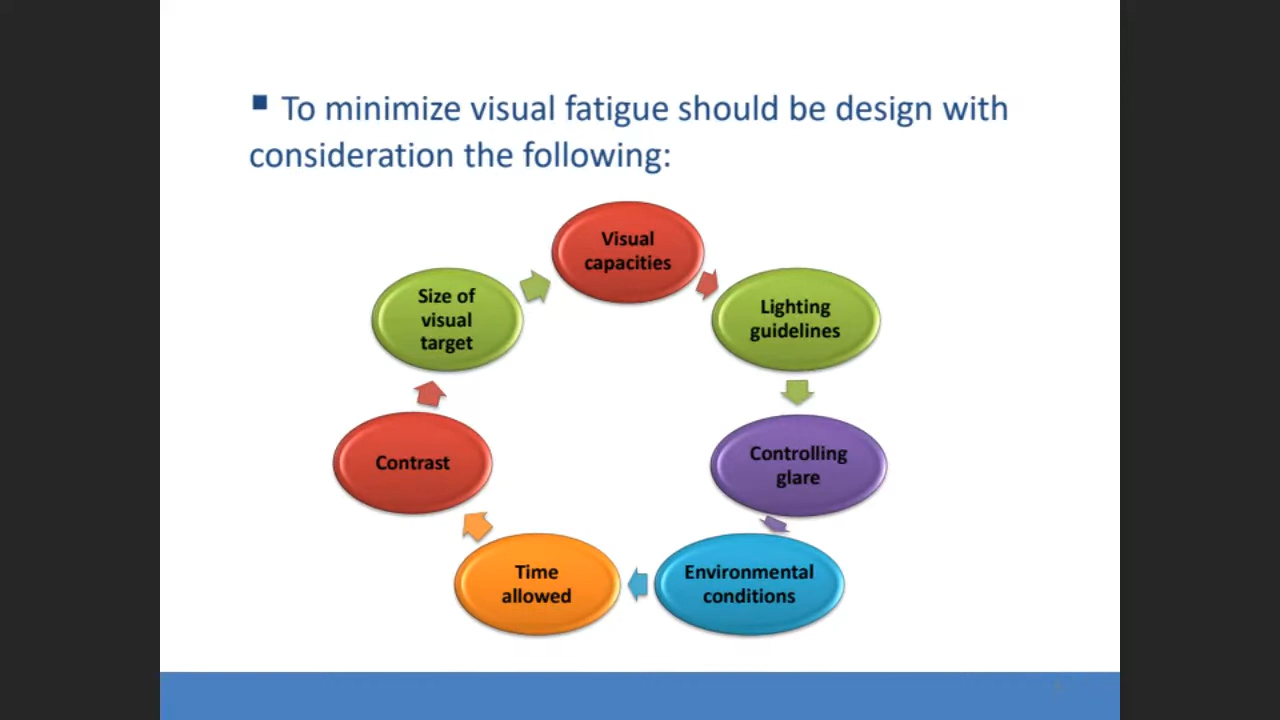 ▪ To minimize visual fatigue should be design with
consideration the following:
Visual
capacities
Lighting
guidelines
Controlling
glare
Environmental
conditions
Time
allowed
Contrast
Size of
visual
target